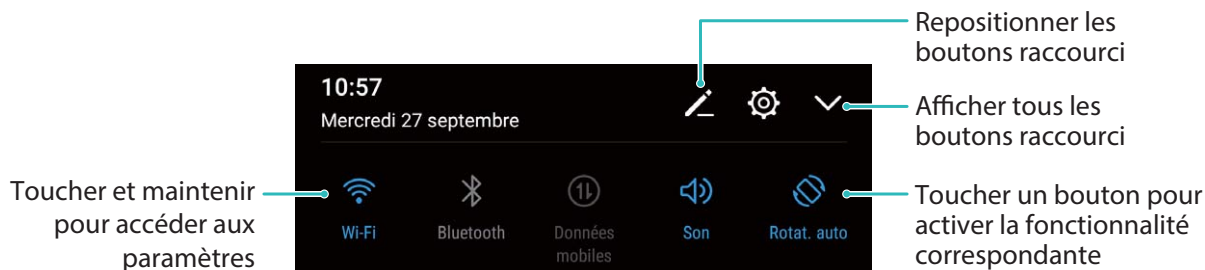 Repositionner les
boutons raccourci
10:57
Mercredi 27 septembre
Afficher tous les
boutons raccourci
Toucher et maintenir
pour accéder aux
paramètres
Wi-Fi
Bluetooth
Données
mobiles
Son
Rotat. auto
Toucher un bouton pour
activer la fonctionnalité
correspondante